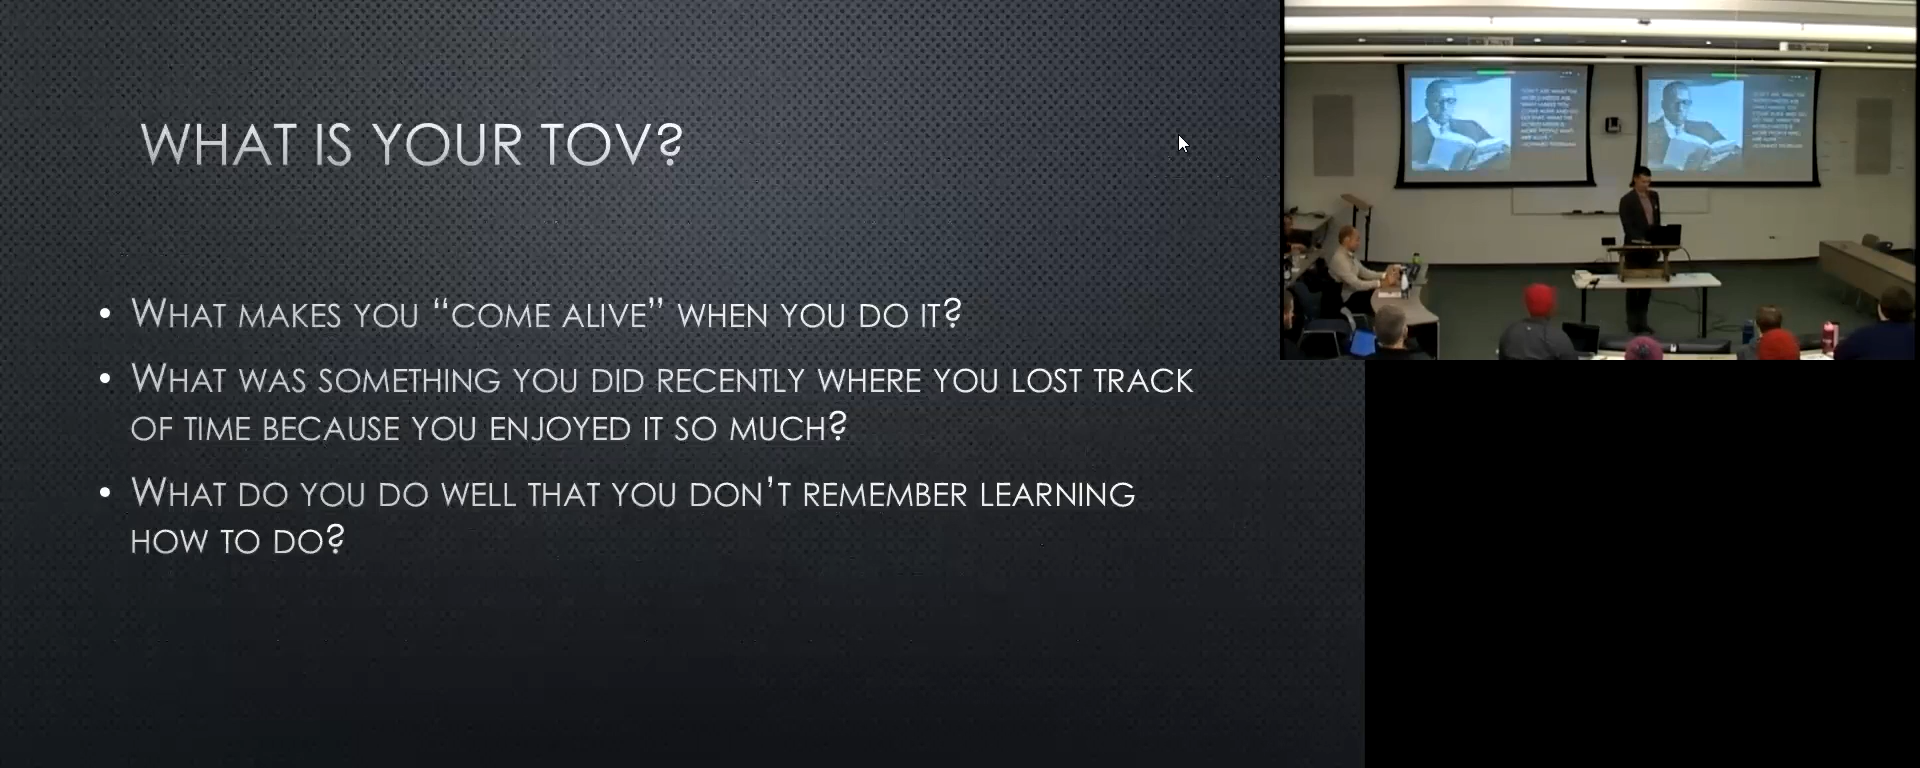 WHAT IS YOUR TOV?
• WHAT MAKES YOU “COME ALIVE” WHEN YOU DO IT?
• WHAT WAS SOMETHING YOU DID RECENTLY WHERE YOU LOST TRACK
OF TIME BECAUSE YOU ENJOYED IT SO MUCH?
• WHAT DO YOU DO WELL THAT YOU DON’T REMEMBER LEARNING
HOW TO DO?